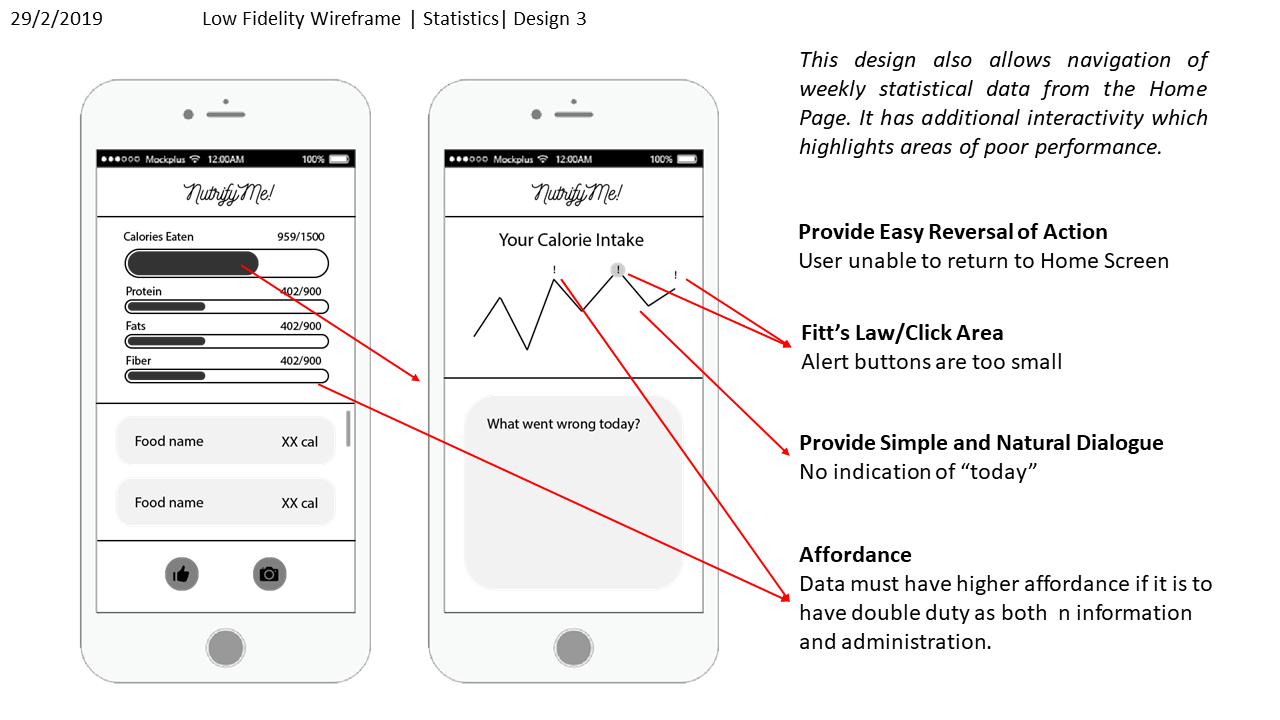 29/2/2019
Low Fidelity Wireframe | Statistics| Design 3
This design also allows navigation of
weekly statistical data from the Home
Page. It has additional interactivity which
highlights areas of poor performance.
Mockplus 12:00AM 100%
NutrifyMe!
Calories Eaten 959/1500
Protein 402/900
Fats 402/900
Fiber 402/900
Food name XX cal
Food name XX cal
Mockplus 12:00AM 100%
NutrifyMe!
Your Calorie Intake
! ! !
What went wrong today?
Provide Easy Reversal of Action
User unable to return to Home Screen
Fitt’s Law/Click Area
Alert buttons are too small
Provide Simple and Natural Dialogue
No indication of “today”
Affordance
Data must have higher affordance if it is to
have double duty as both n information
and administration.